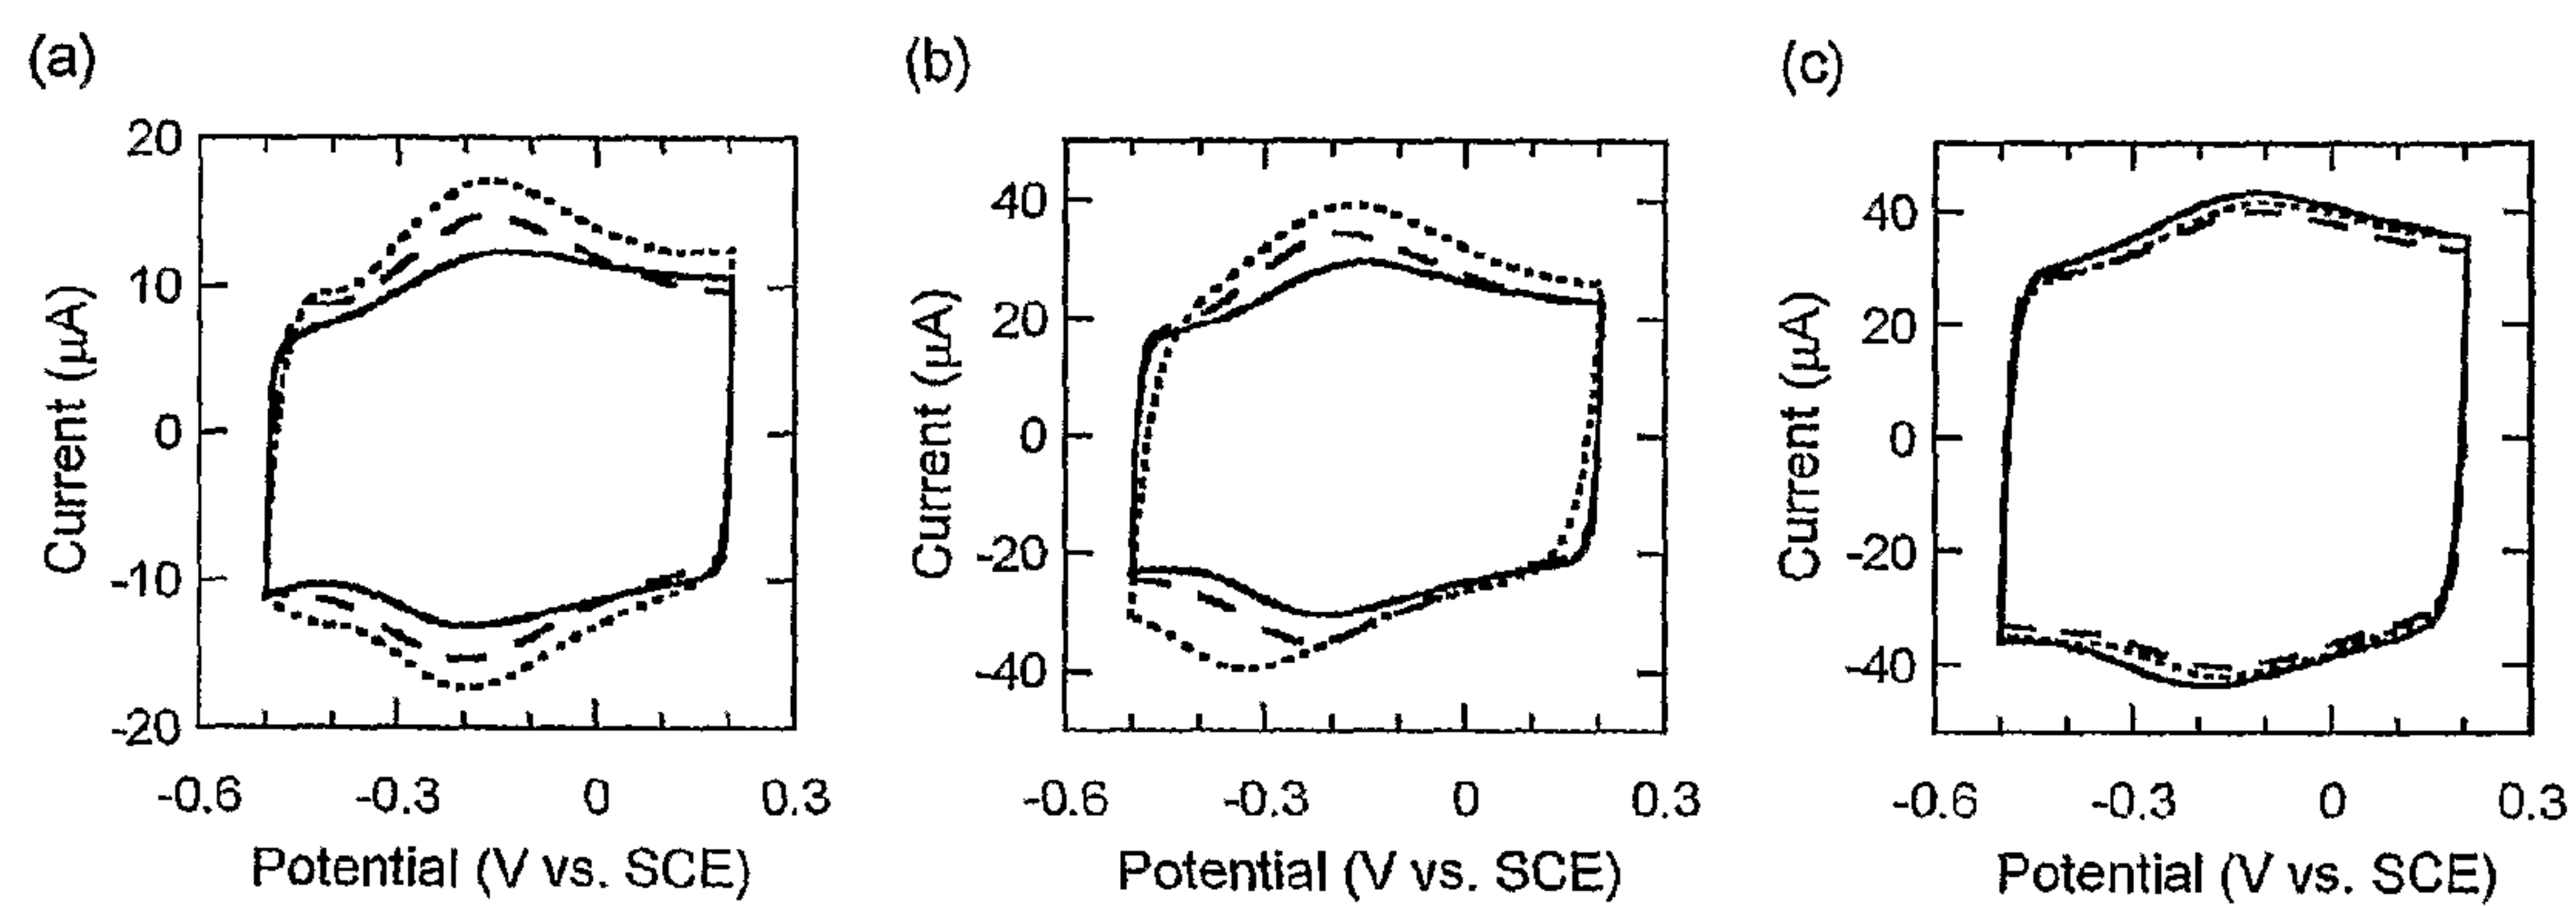 (a) (b) (c)
20
10
0
-10
-20
Current (µA)
-0.6 -0.3 0 0.3
Potential (V vs. SCE)
40
20
0
-20
-40
Current (µA)
-0.6 -0.3 0 0.3
Potential (V vs. SCE)
40
20
0
-20
-40
Current (µA)
-0.6 -0.3 0 0.3
Potential (V vs. SCE)